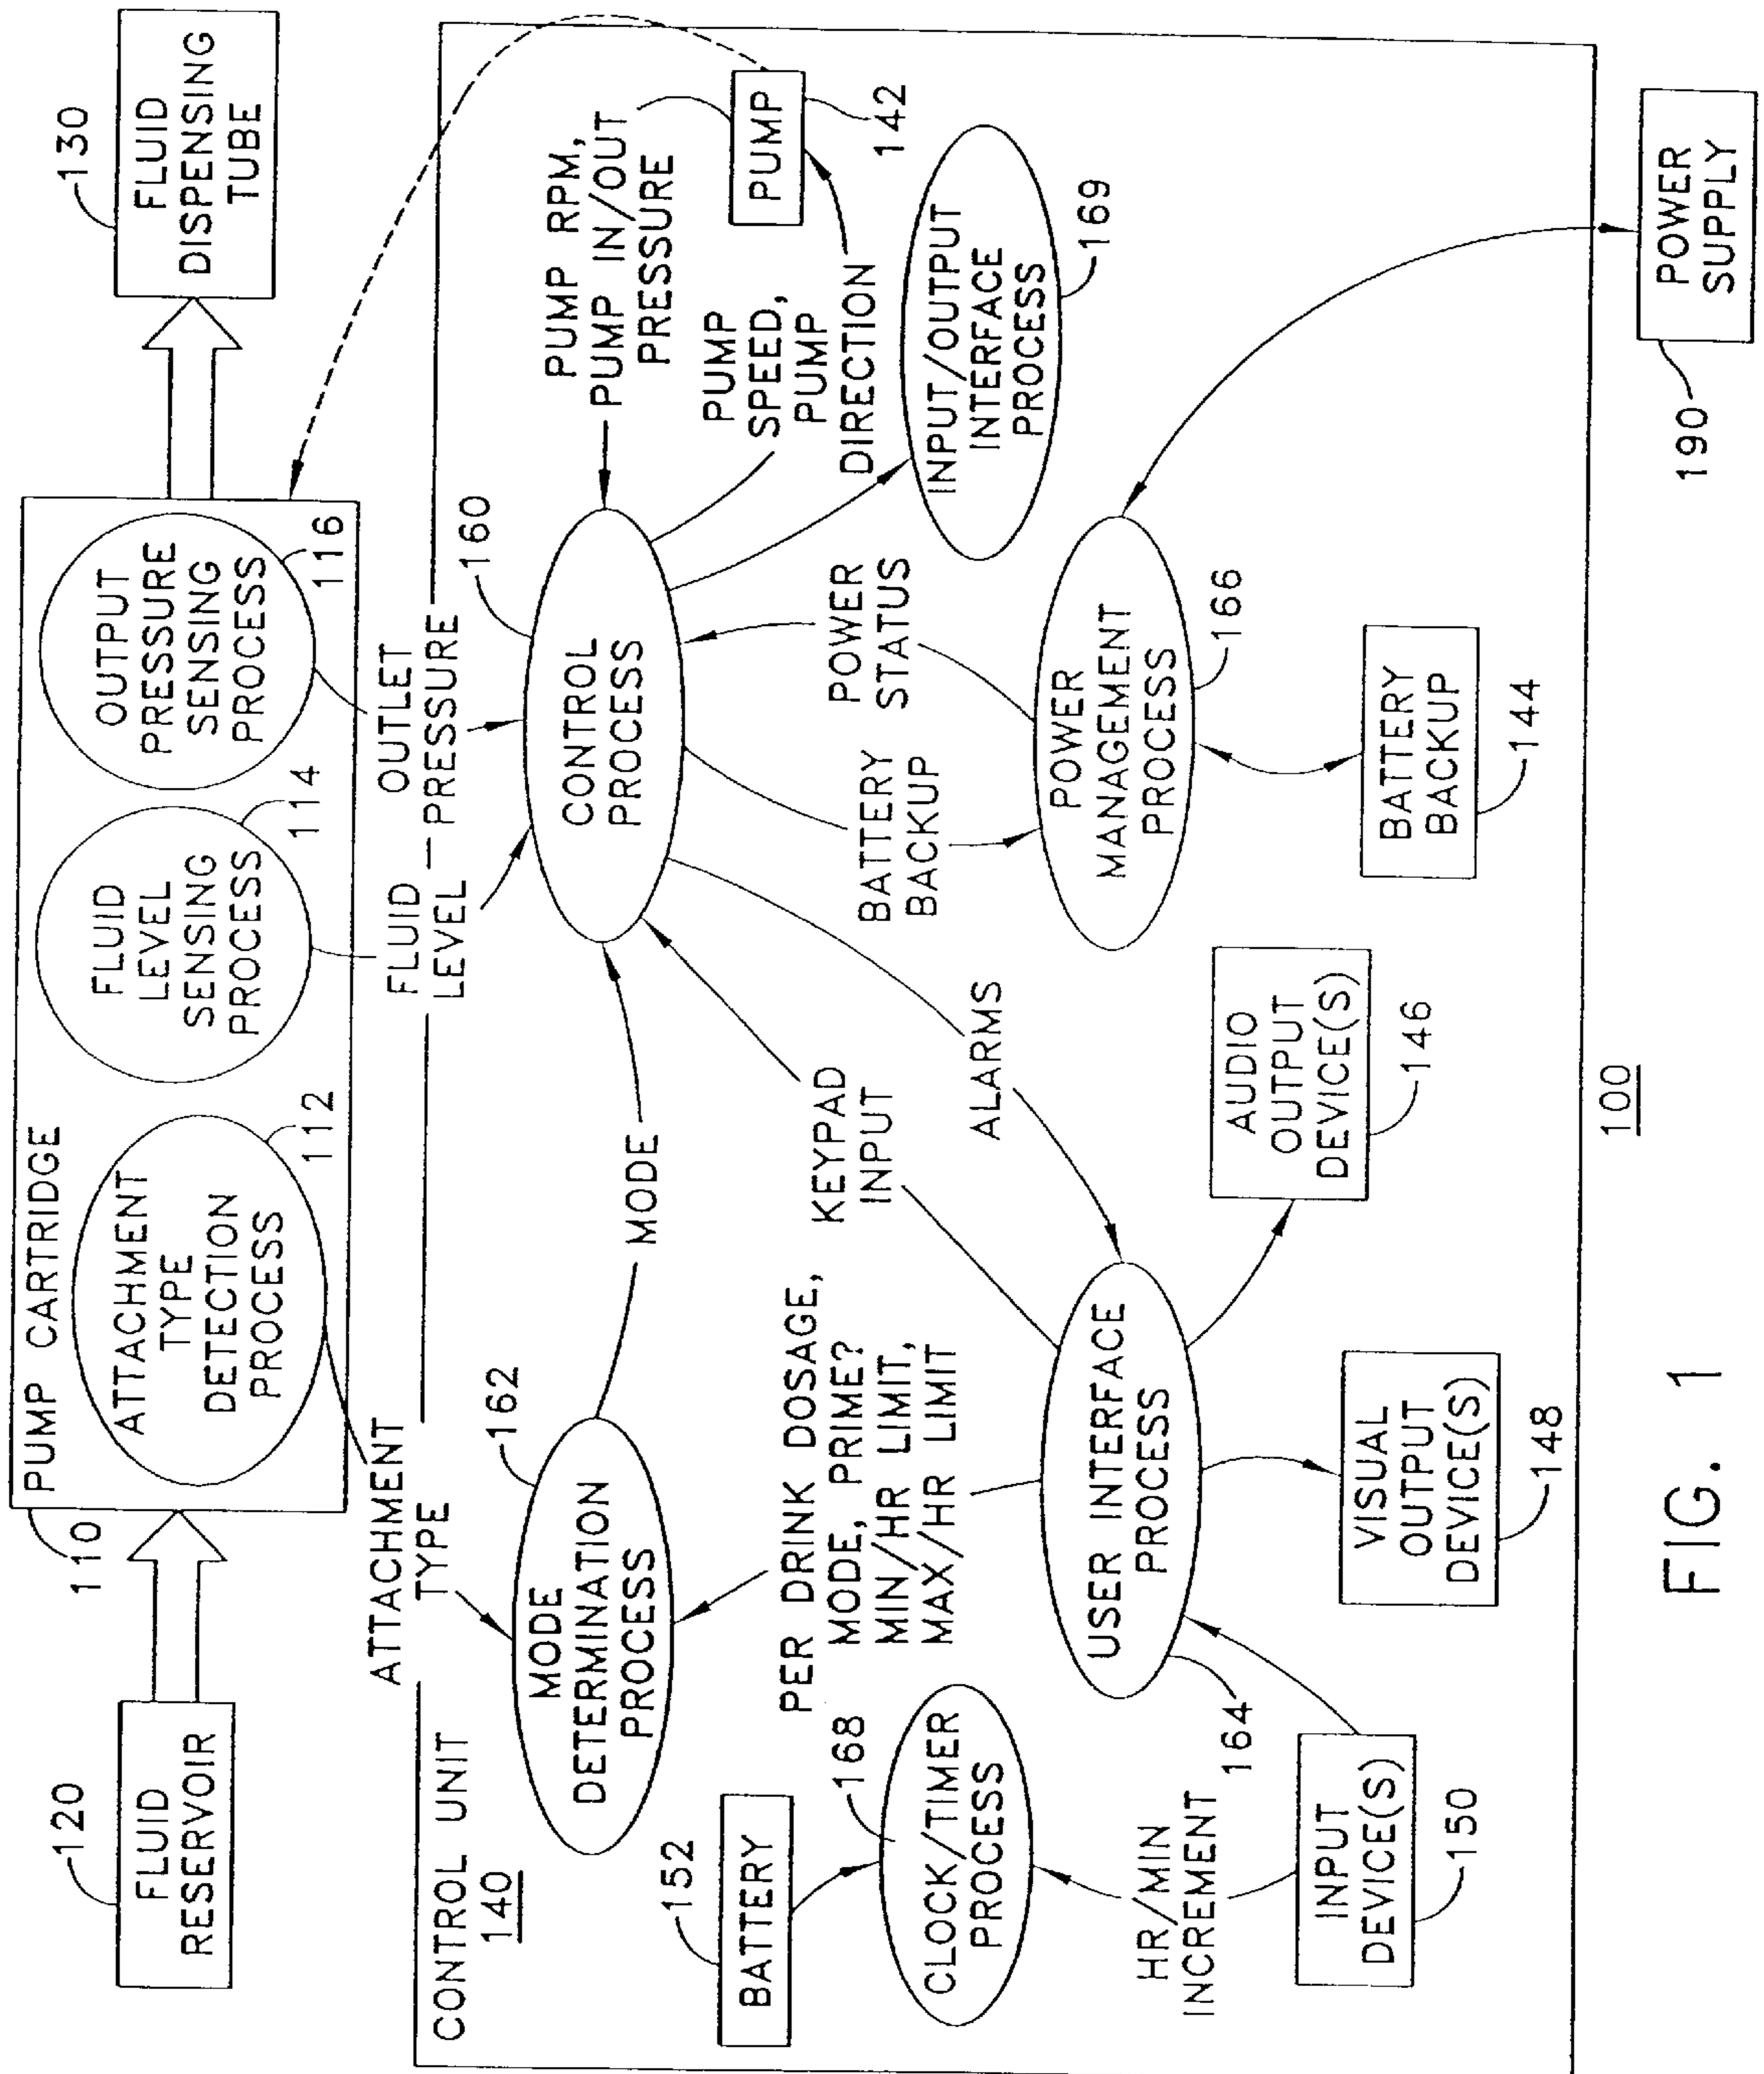 120
FLUID
RESERVOIR
110
PUMP CARTRIDGE
ATTACHMENT
TYPE
DETECTION
PROCESS
112
FLUID
LEVEL
SENSING
PROCESS
114
OUTPUT
PRESSURE
SENSING
PROCESS
116
130
FLUID
DISPENSING
TUBE
CONTROL UNIT
140
ATTACHMENT
TYPE
FLUID
LEVEL
OUTLET
PRESSURE
162
MODE
DETERMINATION
PROCESS
MODE
160
CONTROL
PROCESS
PUMP RPM,
PUMP IN/OUT
PRESSURE
PUMP
SPEED,
PUMP
DIRECTION
PUMP
142
152
BATTERY
168
CLOCK/TIMER
PROCESS
PER DRINK DOSAGE,
MODE, PRIME?
MIN/HR LIMIT,
MAX/HR LIMIT
KEYPAD
INPUT
ALARMS
BATTERY
BACKUP
POWER
STATUS
INPUT/OUTPUT
INTERFACE
PROCESS
169
HR/MIN
INCREMENT
164
USER INTERFACE
PROCESS
POWER
MANAGEMENT
PROCESS
166
INPUT
DEVICE(S)
150
VISUAL
OUTPUT
DEVICE(S)
148
AUDIO
OUTPUT
DEVICE(S)
146
BATTERY
BACKUP
144
190
POWER
SUPPLY
100
FIG. 1